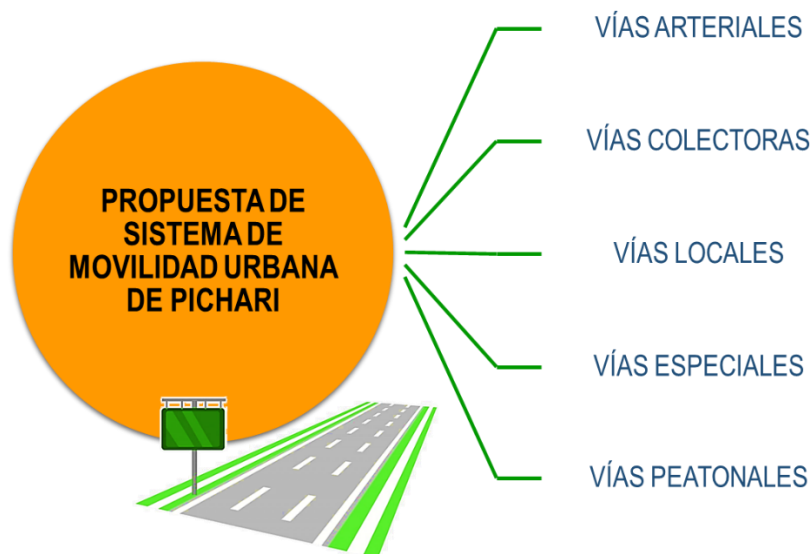 PROPUESTA DE
SISTEMA DE
MOVILIDAD URBANA
DE PICHARI
VÍAS ARTERIALES
VÍAS COLECTORAS
VÍAS LOCALES
VÍAS ESPECIALES
VÍAS PEATONALES